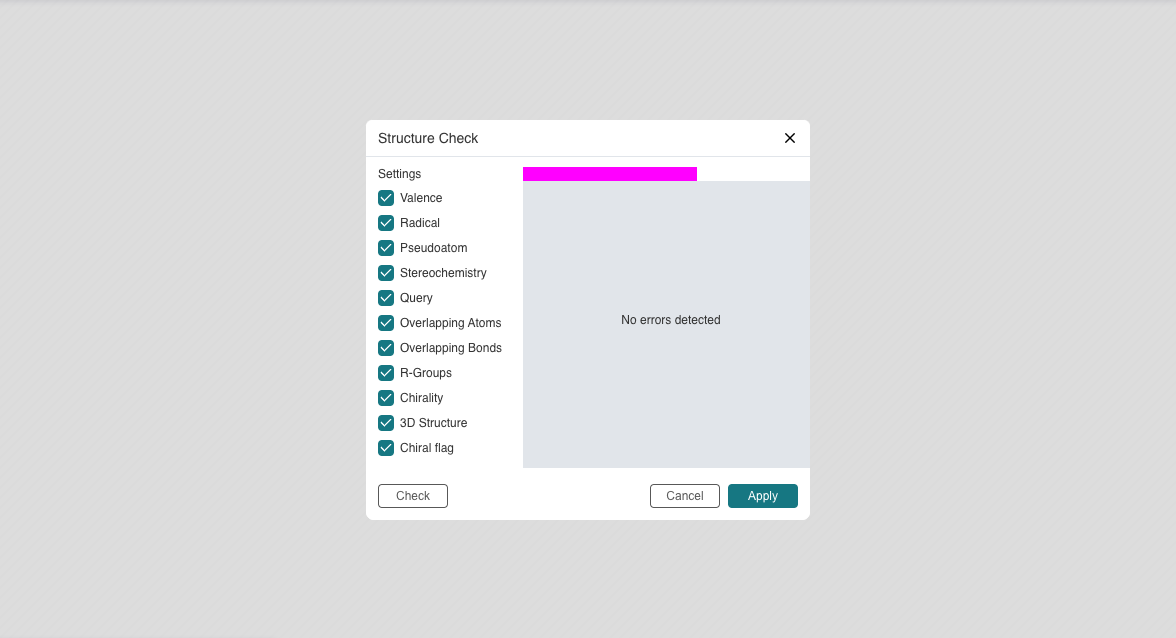 Structure Check
Settings
Valence
Radical
Pseudoatom
Stereochemistry
Query
Overlapping Atoms
Overlapping Bonds
R-Groups
Chirality
3D Structure
Chiral flag
No errors detected
Check
Cancel
Apply